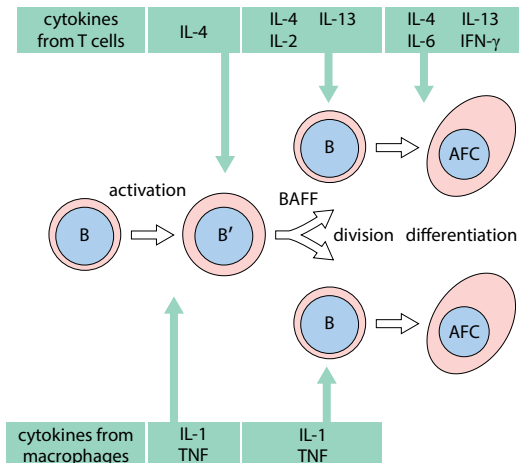 cytokines
from T cells
IL-4
IL-4 IL-13
IL-2
IL-4 IL-13
IL-6 IFN-γ
B
AFC
activation
BAFF
B
B′
division differentiation
B
AFC
cytokines from
macrophages
IL-1
TNF
IL-1
TNF